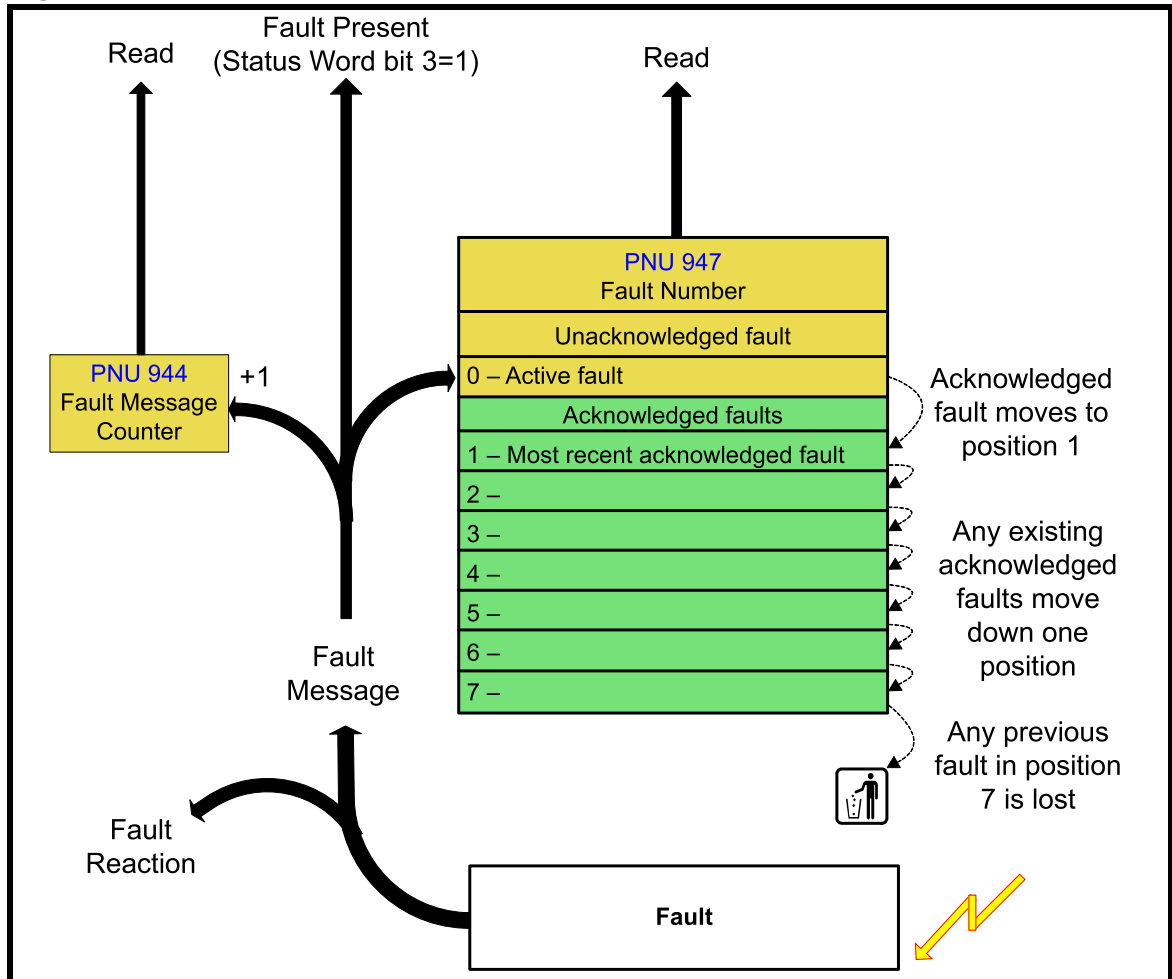 Fault Present
(Status Word bit 3=1)
Read
Read
PNU 947
Fault Number
Unacknowledged fault
0 – Active fault
Acknowledged faults
1 – Most recent acknowledged fault
2 –
3 –
4 –
5 –
6 –
7 –
PNU 944
Fault Message
Counter
+1
Acknowledged
fault moves to
position 1
Any existing
acknowledged
faults move
down one
position
Any previous
fault in position
7 is lost
Fault
Message
Fault
Reaction
Fault